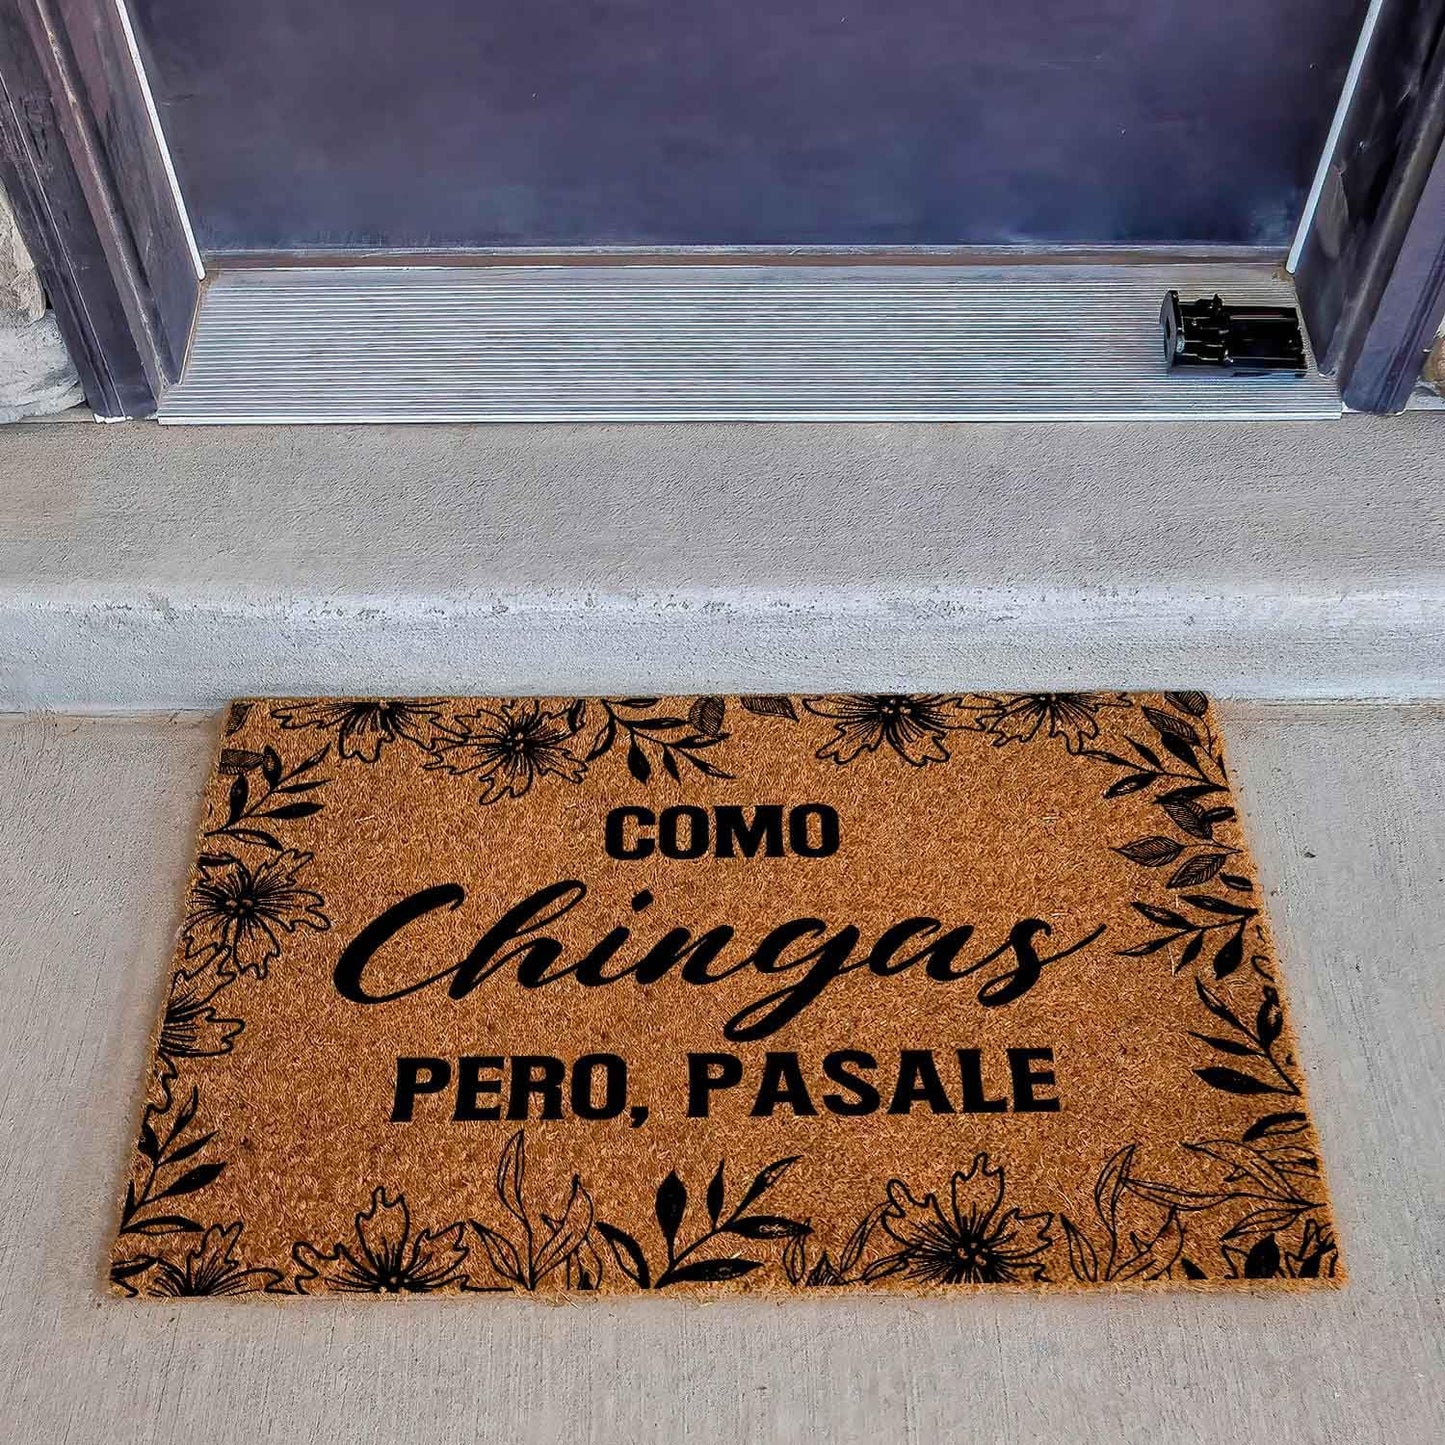 COMO
Chingas
PERO, PASALE